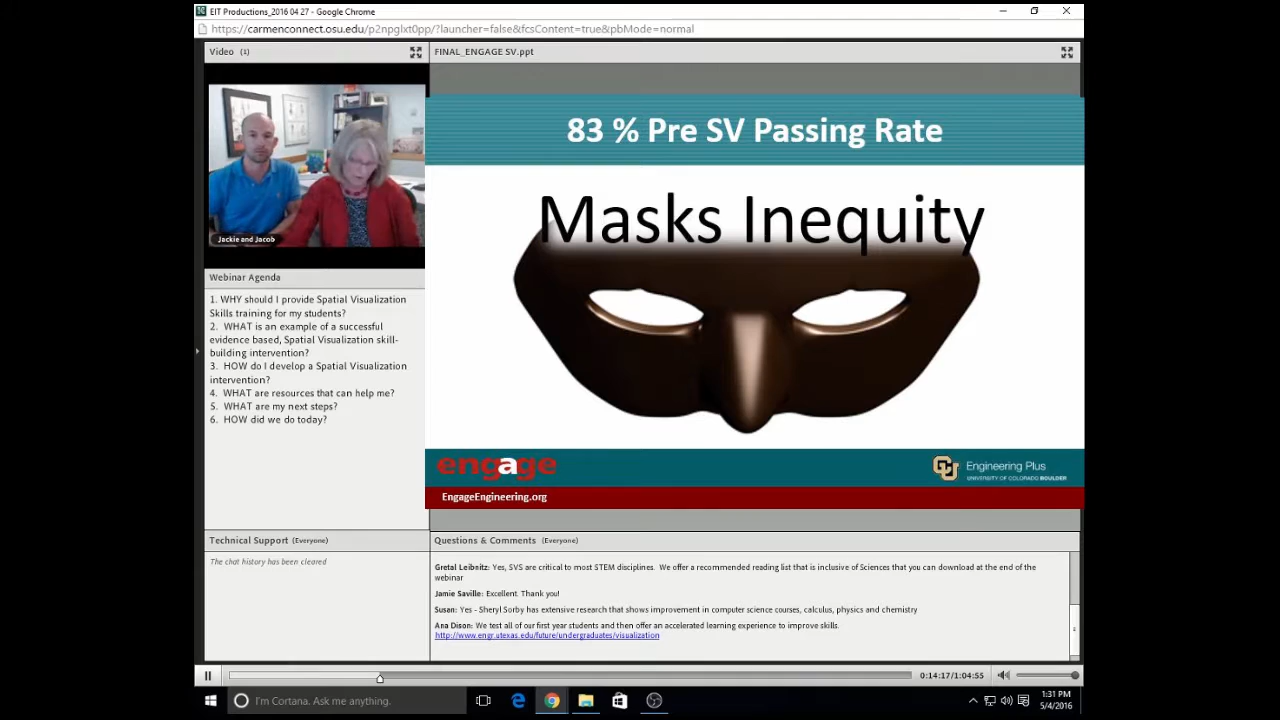 EIT Productions_2016 04 27 - Google Chrome
https://carmenconnect.osu.edu/p2npglxt0pp/?launcher=false&fcsContent=true&pbMode=normal
Video (1)
FINAL_ENGAGE SV.ppt
83 % Pre SV Passing Rate
Masks Inequity
Jackie and Jacob
Webinar Agenda
1. WHY should I provide Spatial Visualization
Skills training for my students?
2. WHAT is an example of a successful
evidence based, Spatial Visualization skill-
building intervention?
3. HOW do I develop a Spatial Visualization
intervention?
4. WHAT are resources that can help me?
5. WHAT are my next steps?
6. HOW did we do today?
engage
Engineering Plus
UNIVERSITY OF COLORADO BOULDER
EngageEngineering.org
Technical Support (Everyone)
The chat history has been cleared
Questions & Comments (Everyone)
Gretal Leibnitz: Yes, SVS are critical to most STEM disciplines. We offer a recommended reading list that is inclusive of Sciences that you can download at the end of the
webinar
Jamie Saville: Excellent. Thank you!
Susan: Yes - Sheryl Sorby has extensive research that shows improvement in computer science courses, calculus, physics and chemistry
Ana Dison: We test all of our first year students and then offer an accelerated learning experience to improve skills.
http://www.engr.utexas.edu/future/undergraduates/visualization
0:14:17/1:04:55
I'm Cortana. Ask me anything.
1:31 PM
5/4/2016